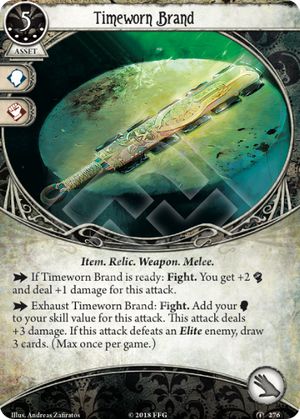 Timeworn Brand
5
ASSET
Item. Relic. Weapon. Melee.
If Timeworn Brand is ready: Fight. You get +2
and deal +1 damage for this attack.
Exhaust Timeworn Brand: Fight. Add your
to your skill value for this attack. This attack deals
+3 damage. If this attack defeats an Elite enemy, draw
3 cards. (Max once per game.)
Illus. Andreas Zafiratos
© 2018 FFG
276